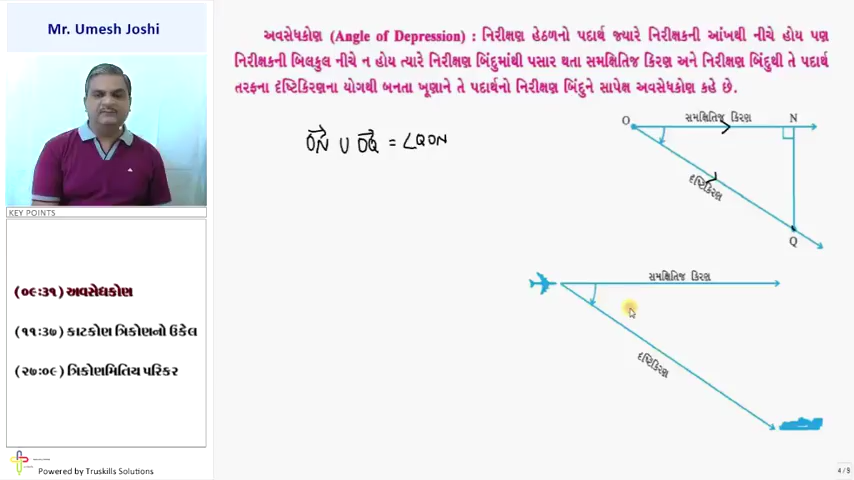 Mr. Umesh Joshi
KEY POINTS
(૦૯:૩૧) અવસેધકોણ
(૧૧:૩૭) કાટકોણ ત્રિકોણનો ઉકેલ
(૨૭:૦૯) ત્રિકોણમિતિય પરિકર
Powered by Truskills Solutions
અવસેધકોણ (Angle of Depression) : નિરીક્ષણ હેઠળનો પદાર્થ જ્યારે નિરીક્ષકની આંખથી નીચે હોય પણ
નિરીક્ષકની બિલકુલ નીચે ન હોય ત્યારે નિરીક્ષણ બિંદુમાંથી પસાર થતા સમક્ષિતિજ કિરણ અને નિરીક્ષણ બિંદુથી તે પદાર્થ
તરફના દૃષ્ટિકિરણના યોગથી બનતા ખૂણાને તે પદાર્થનો નિરીક્ષણ બિંદુને સાપેક્ષ અવસેધકોણ કહે છે.
ON ∪ OQ = ∠QON
O સમક્ષિતિજ કિરણ N
દૃષ્ટિકિરણ
Q
સમક્ષિતિજ કિરણ
દૃષ્ટિકિરણ
4 / 9